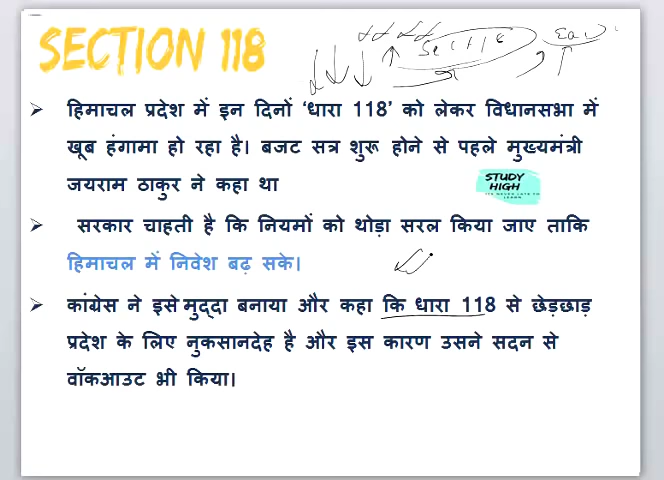 SECTION 118
➢ हिमाचल प्रदेश में इन दिनों ‘धारा 118’ को लेकर विधानसभा में
खूब हंगामा हो रहा है। बजट सत्र शुरू होने से पहले मुख्यमंत्री
जयराम ठाकुर ने कहा था
STUDY
HIGH
➢ सरकार चाहती है कि नियमों को थोड़ा सरल किया जाए ताकि
हिमाचल में निवेश बढ़ सके।
➢ कांग्रेस ने इसे मुद्दा बनाया और कहा कि धारा 118 से छेड़छाड़
प्रदेश के लिए नुकसानदेह है और इस कारण उसने सदन से
वॉकआउट भी किया।